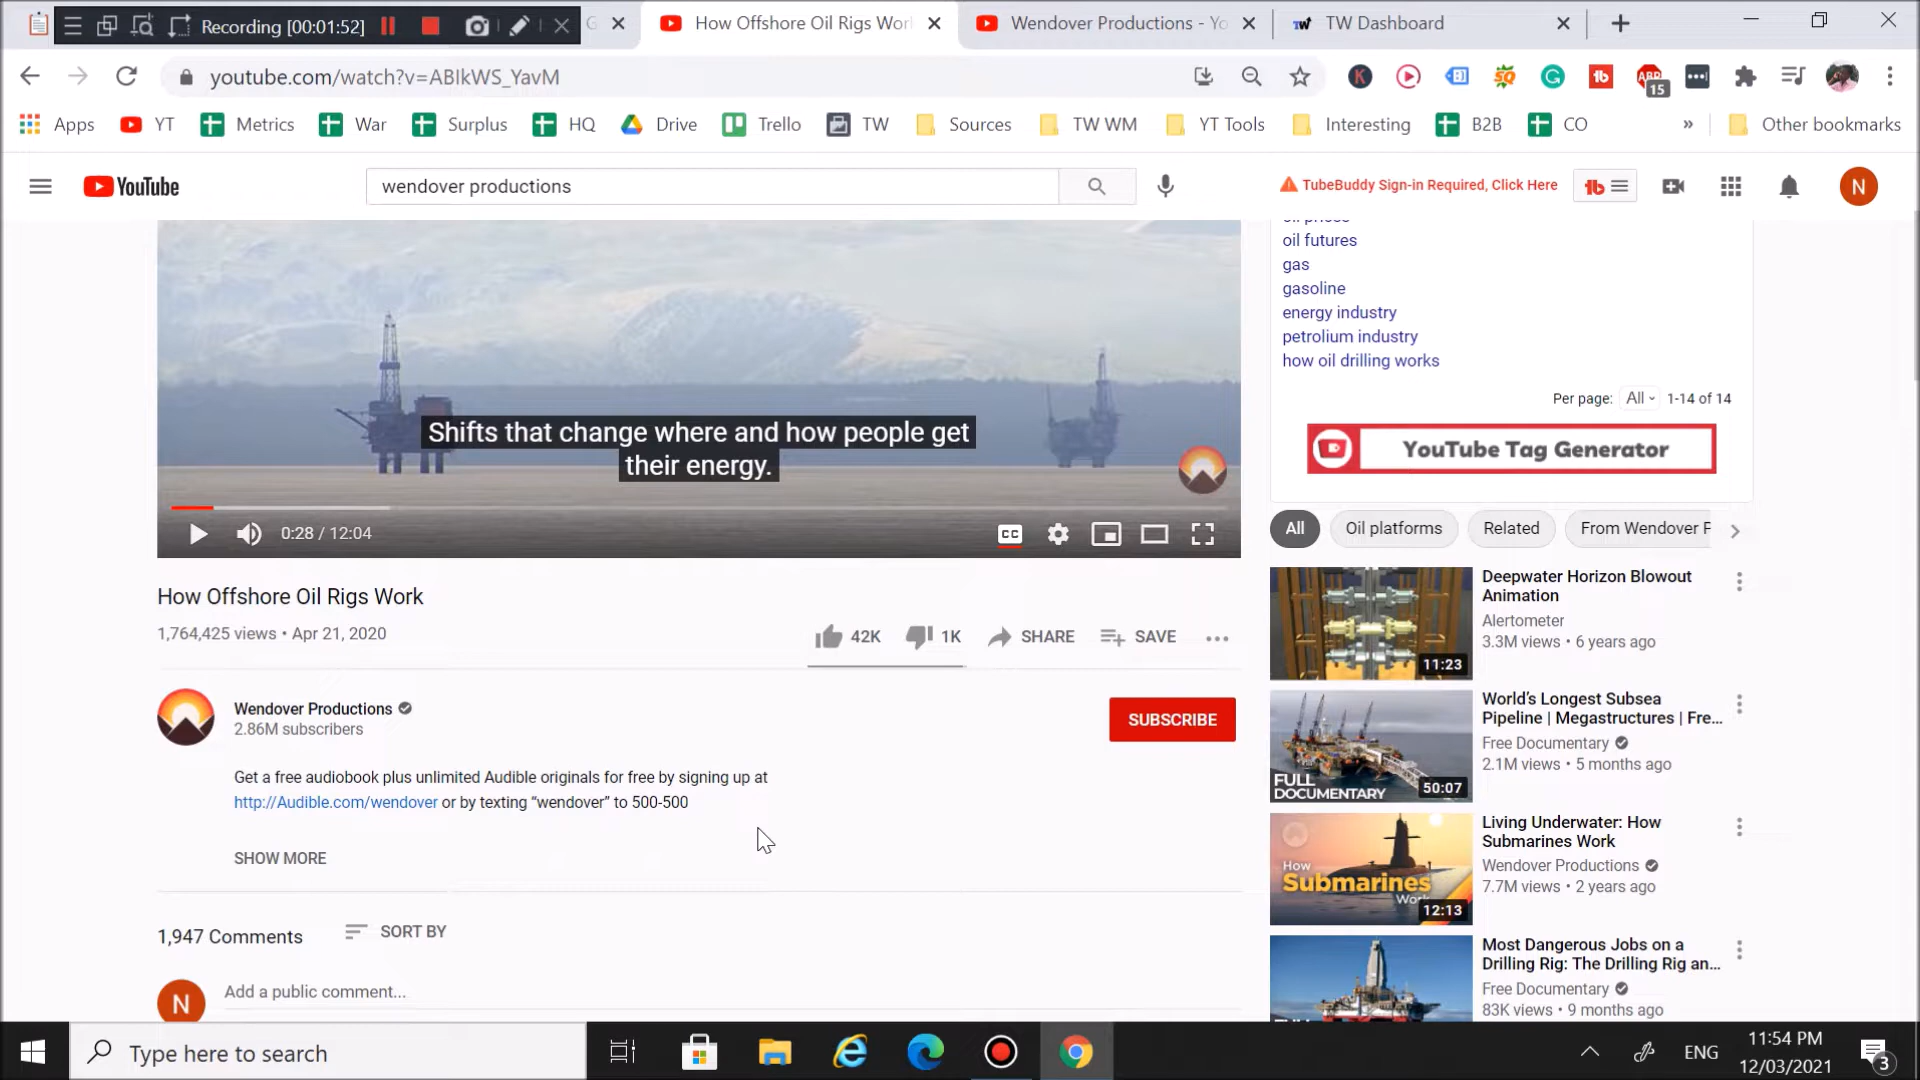 Recording [00:01:52]
How Offshore Oil Rigs Wor
Wendover Productions - Yo
TW Dashboard
youtube.com/watch?v=ABIkWS_YavM
15
Apps
YT
Metrics
War
Surplus
HQ
Drive
Trello
TW
Sources
TW WM
YT Tools
Interesting
B2B
CO
»
Other bookmarks
YouTube
wendover productions
TubeBuddy Sign-in Required, Click Here
N
oil prices
oil futures
gas
gasoline
energy industry
petrolium industry
how oil drilling works
Per page: All 1-14 of 14
YouTube Tag Generator
Shifts that change where and how people get
their energy.
0:28 / 12:04
CC
All
Oil platforms
Related
From Wendover P
How Offshore Oil Rigs Work
1,764,425 views • Apr 21, 2020
42K
1K
SHARE
SAVE
Wendover Productions
2.86M subscribers
SUBSCRIBE
Get a free audiobook plus unlimited Audible originals for free by signing up at
http://Audible.com/wendover or by texting “wendover” to 500-500
SHOW MORE
1,947 Comments
SORT BY
N
Add a public comment...
11:23
Deepwater Horizon Blowout
Animation
Alertometer
3.3M views • 6 years ago
FULL
DOCUMENTARY
50:07
World’s Longest Subsea
Pipeline | Megastructures | Fre...
Free Documentary
2.1M views • 5 months ago
How
Submarines
Work
12:13
Living Underwater: How
Submarines Work
Wendover Productions
7.7M views • 2 years ago
Most Dangerous Jobs on a
Drilling Rig: The Drilling Rig an...
Free Documentary
83K views • 9 months ago
Type here to search
ENG
11:54 PM
12/03/2021
3